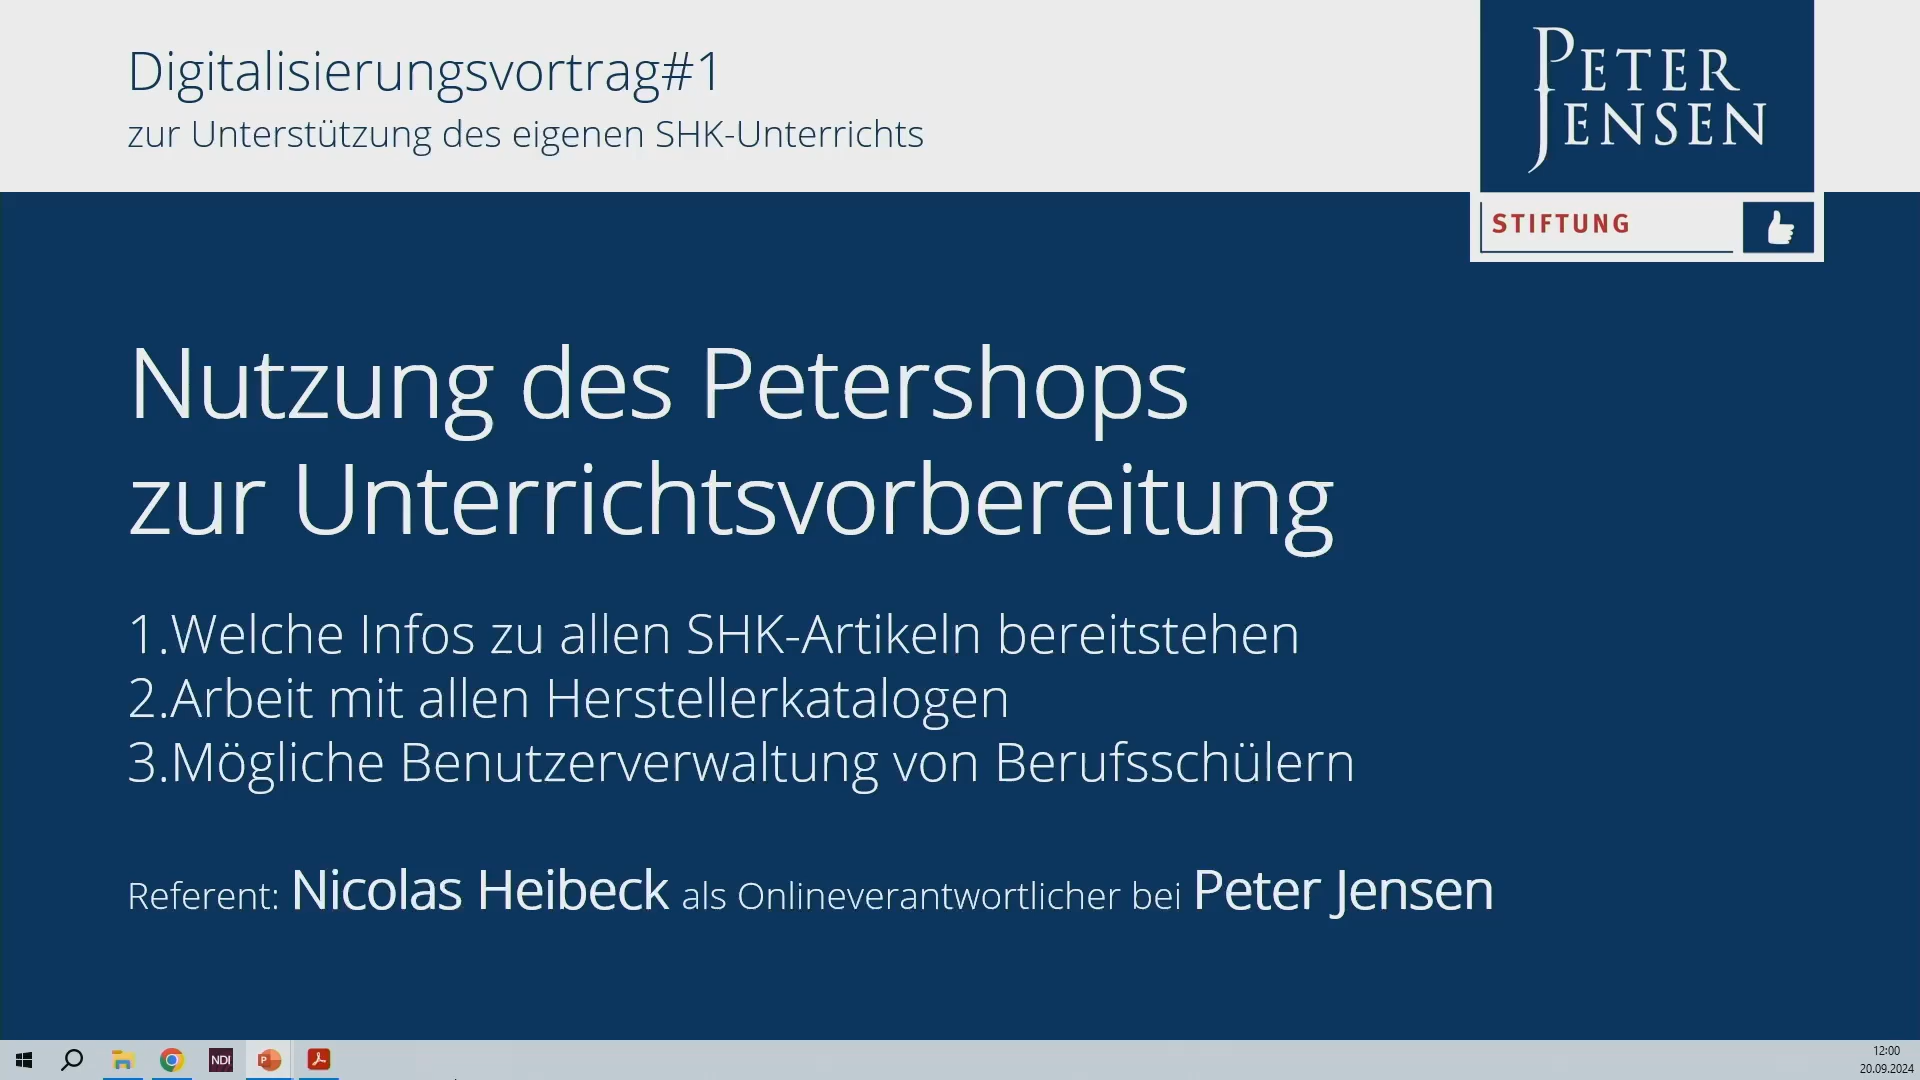 Digitalisierungsvortrag#1
zur Unterstützung des eigenen SHK-Unterrichts
PETER
JENSEN
STIFTUNG
Nutzung des Petershops
zur Unterrichtsvorbereitung
1.Welche Infos zu allen SHK-Artikeln bereitstehen
2.Arbeit mit allen Herstellerkatalogen
3.Mögliche Benutzerverwaltung von Berufsschülern
Referent: Nicolas Heibeck als Onlineverantwortlicher bei Peter Jensen
NDI
P
12:00
20.09.2024